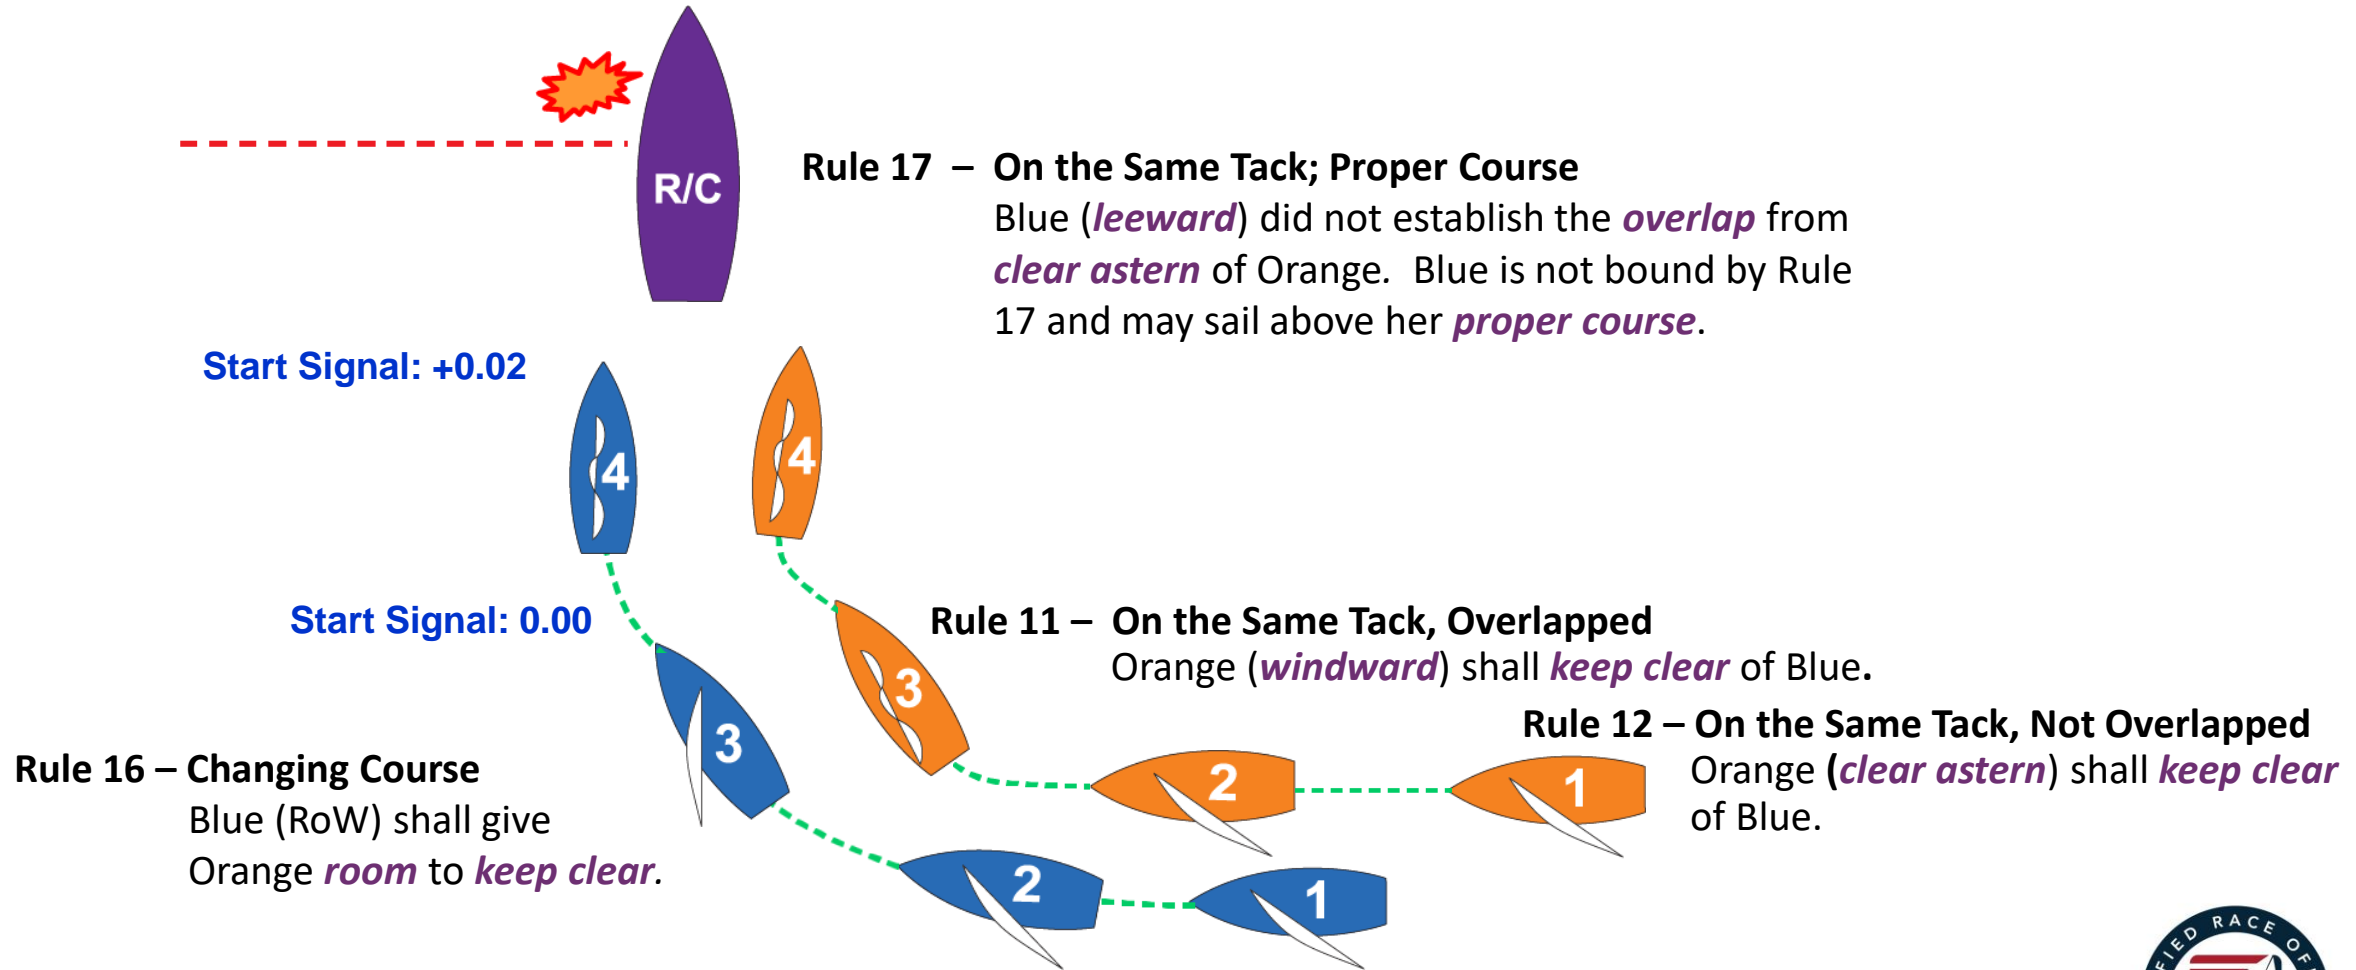 R/C
Rule 17 – On the Same Tack; Proper Course
Blue (leeward) did not establish the overlap from
clear astern of Orange. Blue is not bound by Rule
17 and may sail above her proper course.
Start Signal: +0.02
4
4
Start Signal: 0.00
Rule 11 – On the Same Tack, Overlapped
Orange (windward) shall keep clear of Blue.
3
3
Rule 12 – On the Same Tack, Not Overlapped
Orange (clear astern) shall keep clear
of Blue.
Rule 16 – Changing Course
Blue (RoW) shall give
Orange room to keep clear.
2
1
2
1
RACE